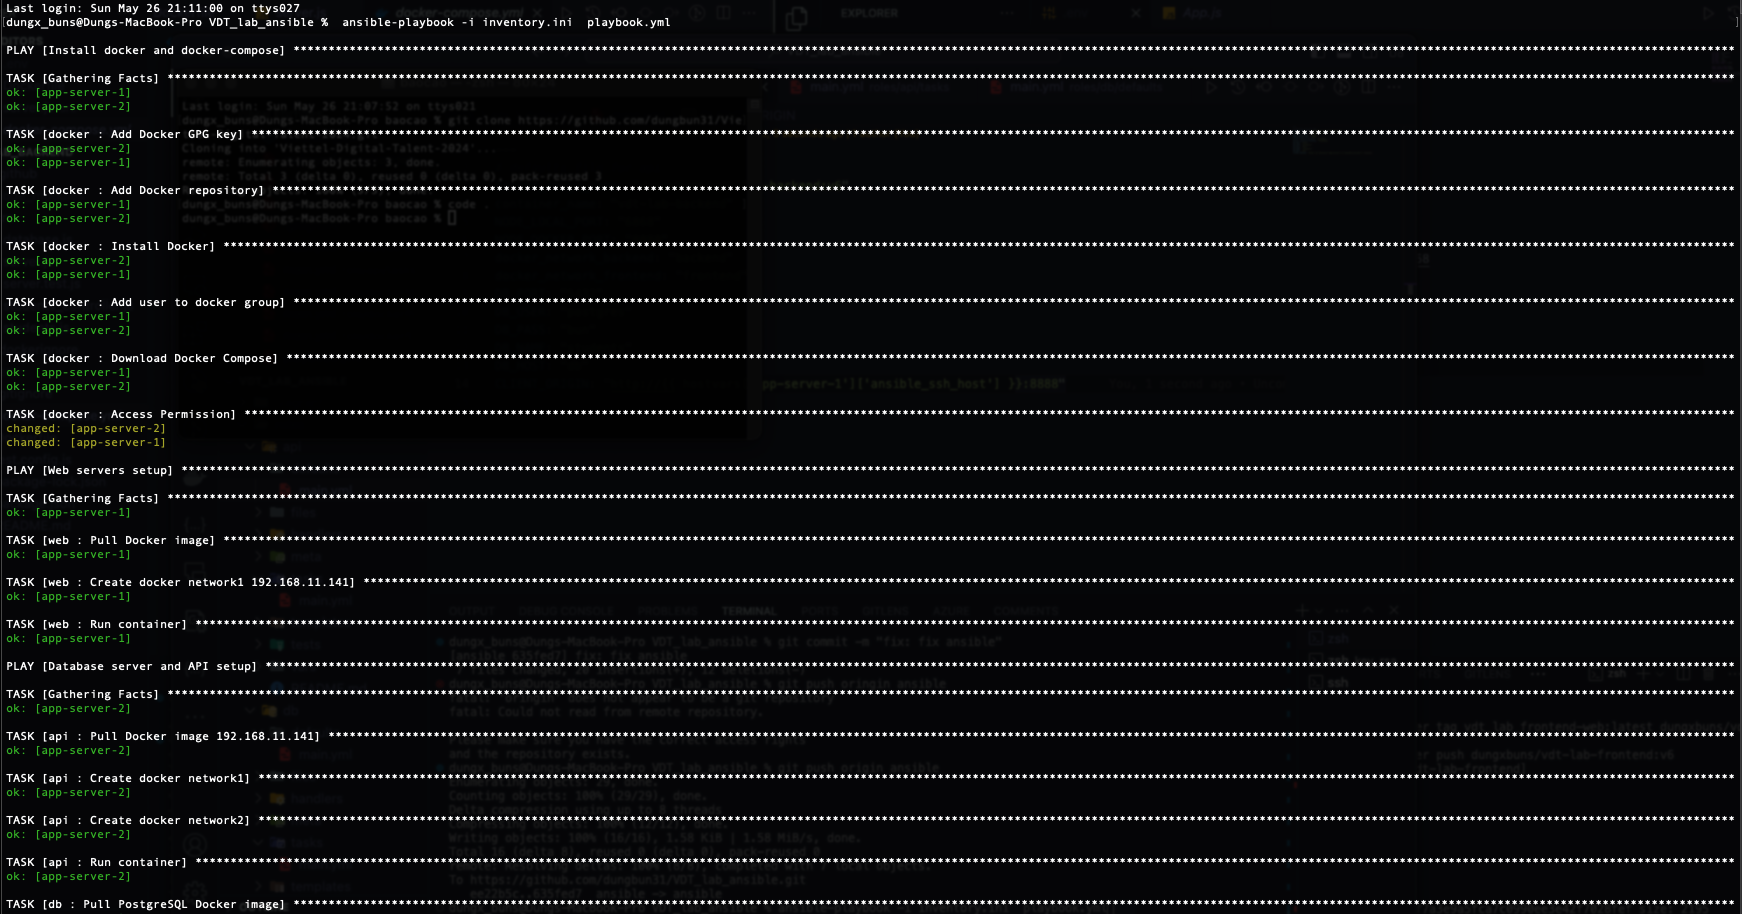 Last login: Sun May 26 21:11:00 on ttys027
[dungx_buns@Dungs-MacBook-Pro VDT_lab_ansible %  ansible-playbook -i inventory.ini  playbook.yml

PLAY [Install docker and docker-compose] ****

TASK [Gathering Facts] ****
ok: [app-server-1]
ok: [app-server-2]

TASK [docker : Add Docker GPG key] ****
ok: [app-server-2]
ok: [app-server-1]

TASK [docker : Add Docker repository] ****
ok: [app-server-1]
ok: [app-server-2]

TASK [docker : Install Docker] ****
ok: [app-server-2]
ok: [app-server-1]

TASK [docker : Add user to docker group] ****
ok: [app-server-1]
ok: [app-server-2]

TASK [docker : Download Docker Compose] ****
ok: [app-server-1]
ok: [app-server-2]

TASK [docker : Access Permission] ****
changed: [app-server-2]
changed: [app-server-1]

PLAY [Web servers setup] ****

TASK [Gathering Facts] ****
ok: [app-server-1]

TASK [web : Pull Docker image] ****
ok: [app-server-1]

TASK [web : Create docker network1 192.168.11.141] ****
ok: [app-server-1]

TASK [web : Run container] ****
ok: [app-server-1]

PLAY [Database server and API setup] ****

TASK [Gathering Facts] ****
ok: [app-server-2]

TASK [api : Pull Docker image 192.168.11.141] ****
ok: [app-server-2]

TASK [api : Create docker network1] ****
ok: [app-server-2]

TASK [api : Create docker network2] ****
ok: [app-server-2]

TASK [api : Run container] ****
ok: [app-server-2]

TASK [db : Pull PostgreSQL Docker image] ****